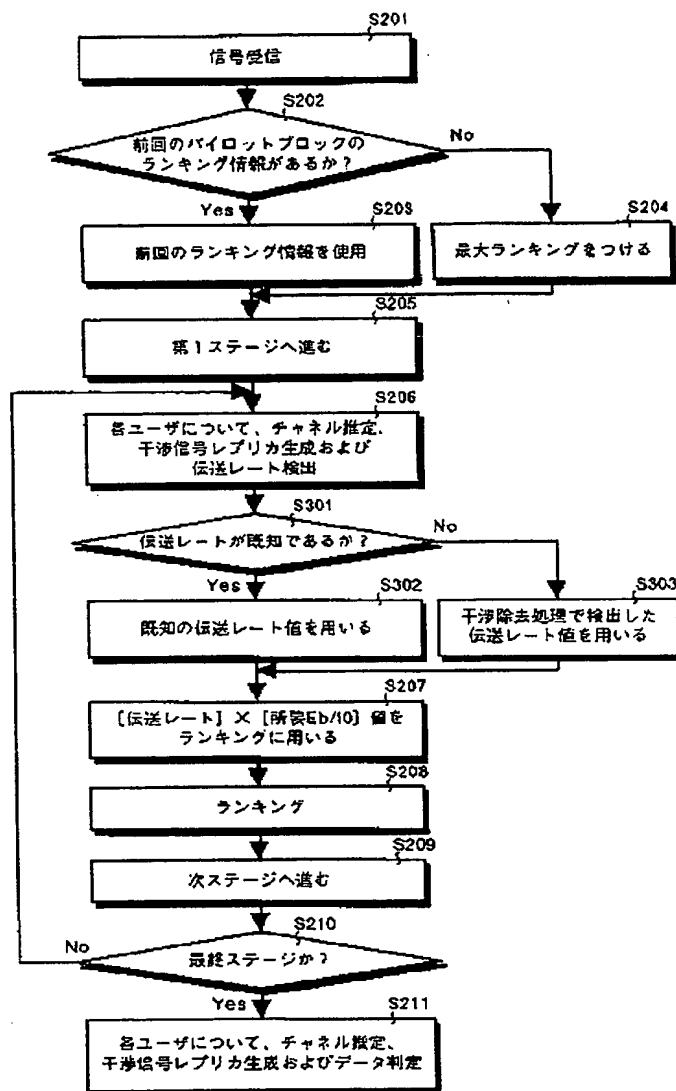 S201
信号受信
S202
前回のパイロットブロックの
ランキング情報があるか？
No
Yes
S203
前回のランキング情報を使用
S204
最大ランキングをつける
S205
第1ステージへ進む
S206
各ユーザについて、チャネル推定、
干渉信号レプリカ生成および
伝送レート検出
S301
伝送レートが既知であるか？
No
Yes
S302
既知の伝送レート値を用いる
S303
干渉除去処理で検出した
伝送レート値を用いる
S207
[伝送レート] × [所要Eb/I0] 値を
ランキングに用いる
S208
ランキング
S209
次ステージへ進む
S210
最終ステージか？
No
Yes
S211
各ユーザについて、チャネル推定、
干渉信号レプリカ生成およびデータ判定